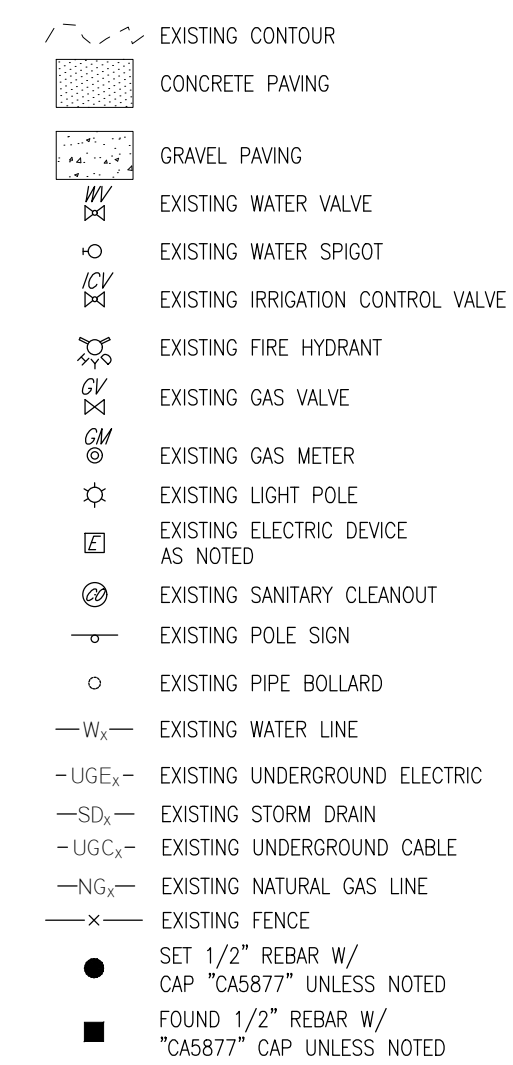 EXISTING CONTOUR
CONCRETE PAVING
GRAVEL PAVING
WV
EXISTING WATER VALVE
EXISTING WATER SPIGOT
ICV
EXISTING IRRIGATION CONTROL VALVE
HYD
EXISTING FIRE HYDRANT
GV
EXISTING GAS VALVE
GM
EXISTING GAS METER
EXISTING LIGHT POLE
E EXISTING ELECTRIC DEVICE
AS NOTED
CO EXISTING SANITARY CLEANOUT
EXISTING POLE SIGN
EXISTING PIPE BOLLARD
—Wx— EXISTING WATER LINE
-UGEx- EXISTING UNDERGROUND ELECTRIC
—SDx— EXISTING STORM DRAIN
-UGCx- EXISTING UNDERGROUND CABLE
—NGx— EXISTING NATURAL GAS LINE
—x— EXISTING FENCE
SET 1/2" REBAR W/
CAP "CA5877" UNLESS NOTED
FOUND 1/2" REBAR W/
"CA5877" CAP UNLESS NOTED